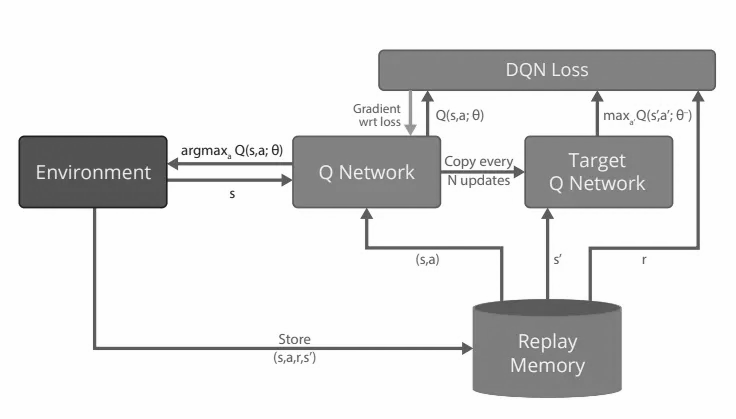 DQN Loss
Gradient
wrt loss
Q(s,a; θ)
maxₐ' Q(s',a'; θ⁻)
argmaxₐ Q(s,a; θ)
Environment
s
Q Network
Copy every
N updates
Target
Q Network
(s,a)
s'
r
Store
(s,a,r,s')
Replay
Memory